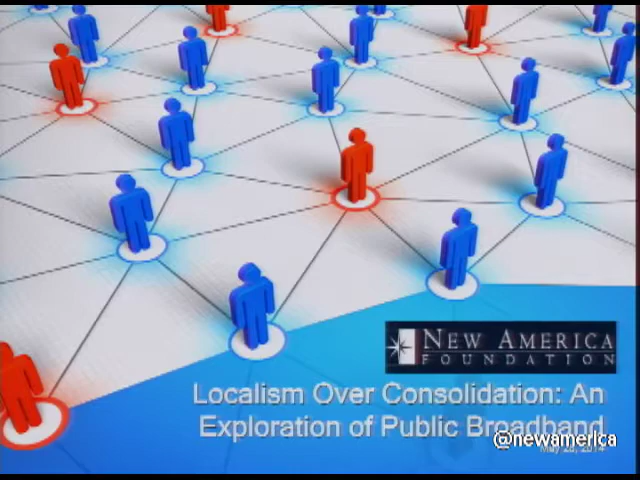 NEW AMERICA
FOUNDATION
Localism Over Consolidation: An
Exploration of Public Broadband
@newamerica